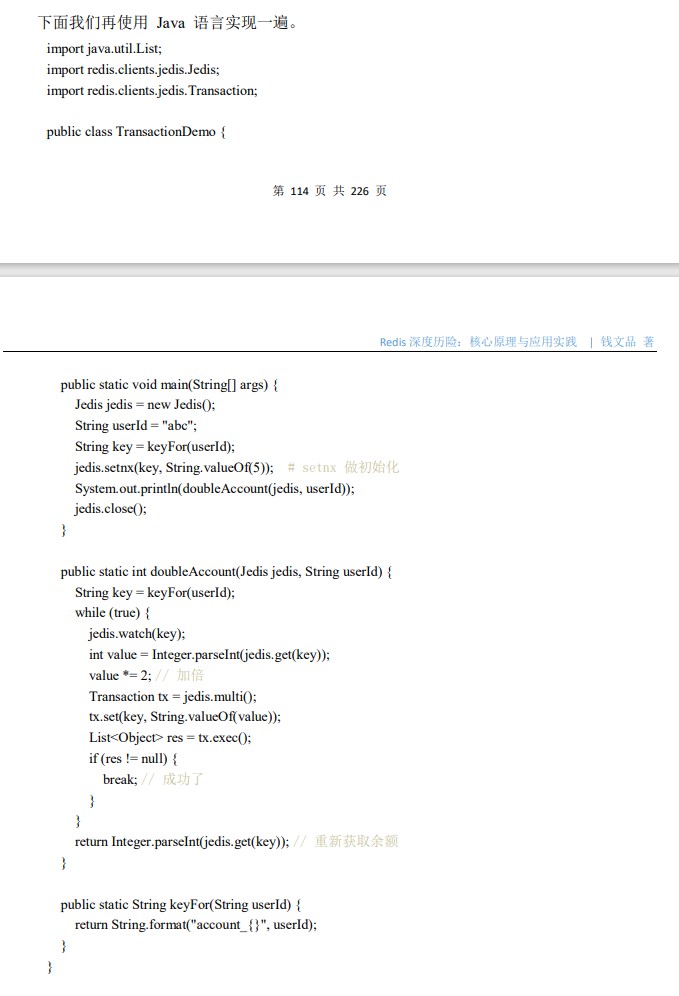 下面我们再使用 Java 语言实现一遍。
import java.util.List;
import redis.clients.jedis.Jedis;
import redis.clients.jedis.Transaction;
public class TransactionDemo {
第 114 页 共 226 页
Redis 深度历险：核心原理与应用实践 | 钱文品 著
public static void main(String[] args) {
Jedis jedis = new Jedis();
String userId = "abc";
String key = keyFor(userId);
jedis.setnx(key, String.valueOf(5)); # setnx 做初始化
System.out.println(doubleAccount(jedis, userId));
jedis.close();
}
public static int doubleAccount(Jedis jedis, String userId) {
String key = keyFor(userId);
while (true) {
jedis.watch(key);
int value = Integer.parseInt(jedis.get(key));
value *= 2; // 加倍
Transaction tx = jedis.multi();
tx.set(key, String.valueOf(value));
List<Object> res = tx.exec();
if (res != null) {
break; // 成功了
}
}
return Integer.parseInt(jedis.get(key)); // 重新获取余额
}
public static String keyFor(String userId) {
return String.format("account_{}", userId);
}
}